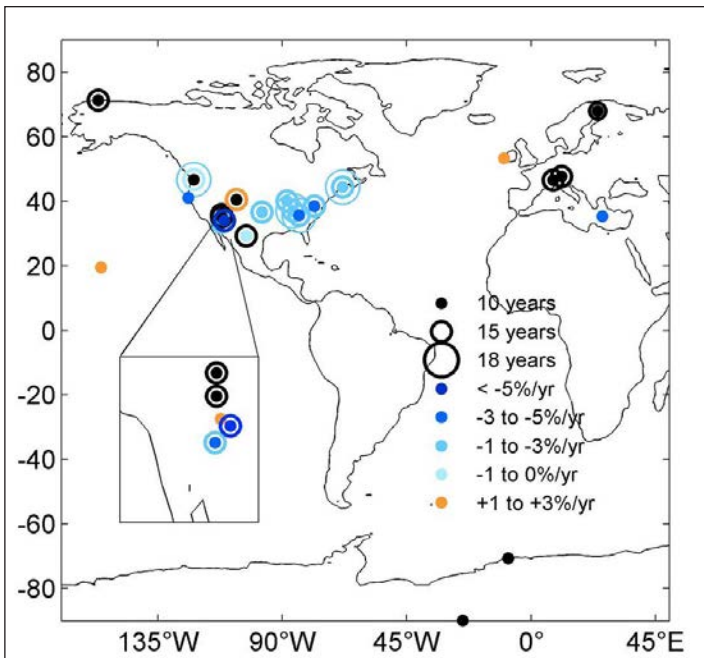 80
60
40
20
0
-20
-40
-60
-80
10 years
15 years
18 years
< -5%/yr
-3 to -5%/yr
-1 to -3%/yr
-1 to 0%/yr
+1 to +3%/yr
135°W 90°W 45°W 0° 45°E